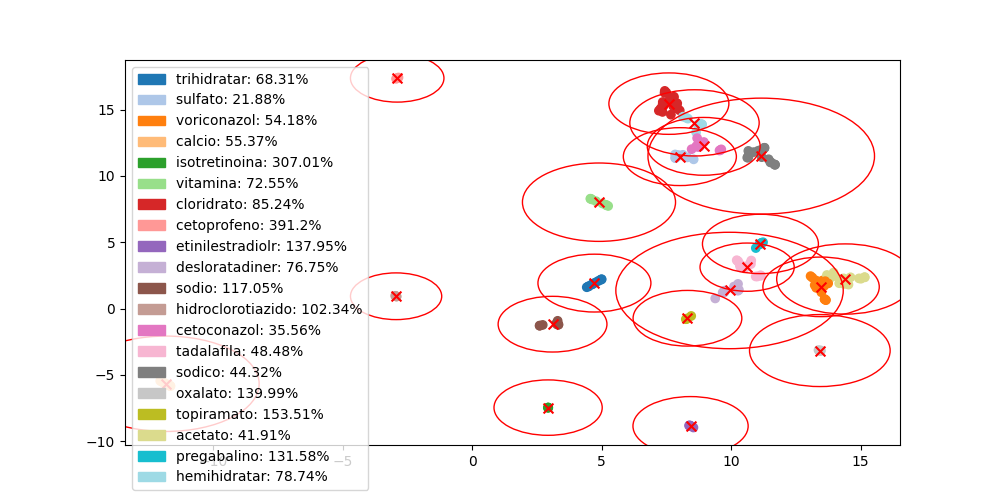 trihidratar: 68.31%
sulfato: 21.88%
voriconazol: 54.18%
calcio: 55.37%
isotretinoina: 307.01%
vitamina: 72.55%
cloridrato: 85.24%
cetoprofeno: 391.2%
etinilestradiolr: 137.95%
desloratadiner: 76.75%
sodio: 117.05%
hidroclorotiazido: 102.34%
cetoconazol: 35.56%
tadalafila: 48.48%
sodico: 44.32%
oxalato: 139.99%
topiramato: 153.51%
acetato: 41.91%
pregabalino: 131.58%
hemihidratar: 78.74%
15
10
5
0
−5
−10
−10 −5 0 5 10 15